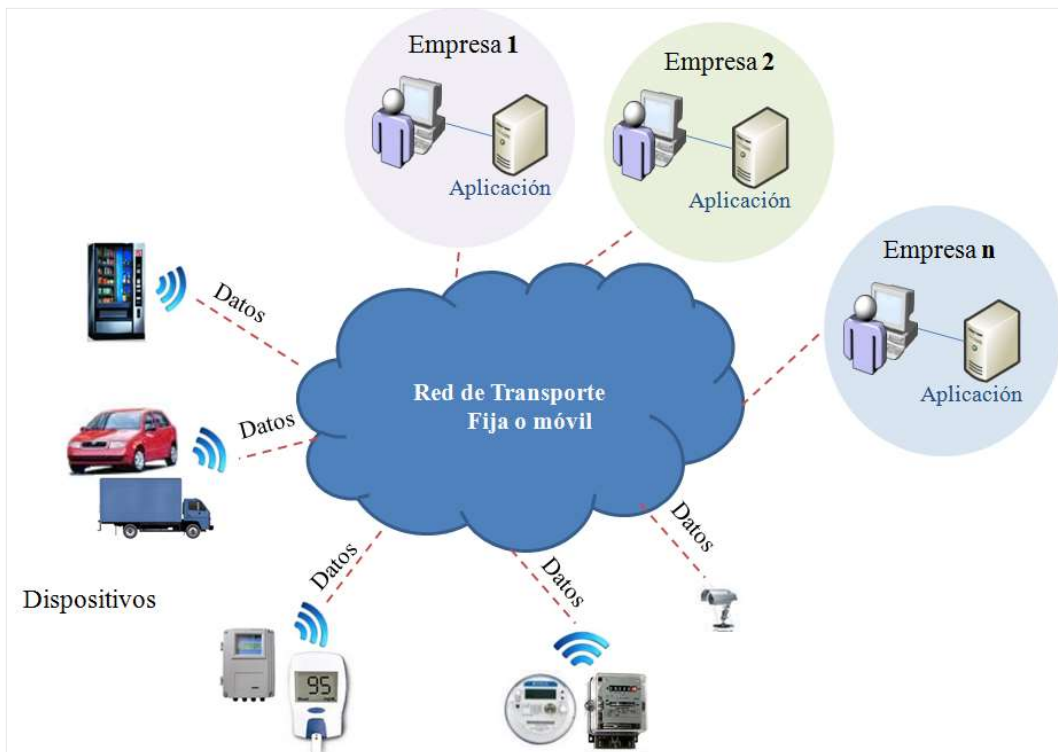 Empresa 1
Aplicación
Empresa 2
Aplicación
Empresa n
Aplicación
Datos
Red de Transporte
Fija o móvil
Datos
Datos
Datos
Datos
Dispositivos
95